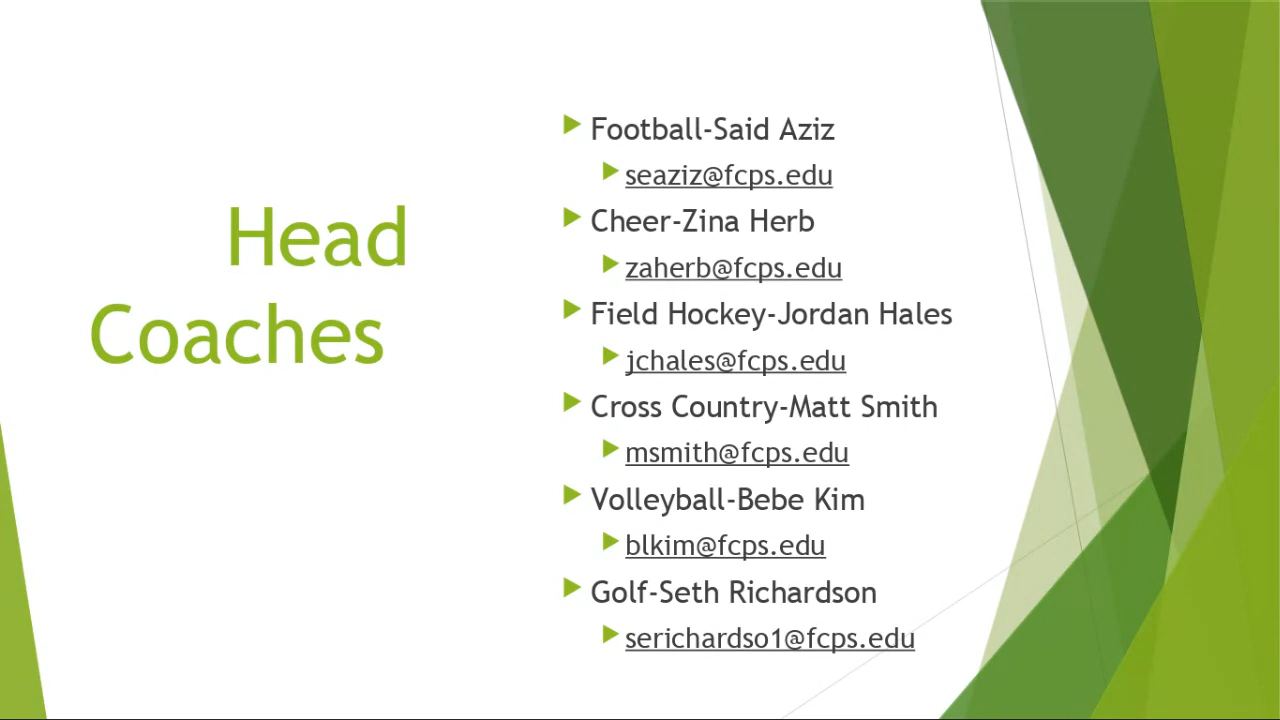 Head
Coaches
Football-Said Aziz
seaziz@fcps.edu
Cheer-Zina Herb
zaherb@fcps.edu
Field Hockey-Jordan Hales
jchales@fcps.edu
Cross Country-Matt Smith
msmith@fcps.edu
Volleyball-Bebe Kim
blkim@fcps.edu
Golf-Seth Richardson
serichardso1@fcps.edu